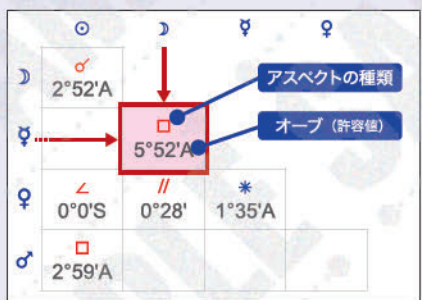 ☉ ☽ ☿ ♀
☽ ☌
2°52'A
アスペクトの種類
☿ □
5°52'A
オーブ (許容値)
♀ ∠ // ⚹
0°0'S 0°28' 1°35'A
♂ □
2°59'A